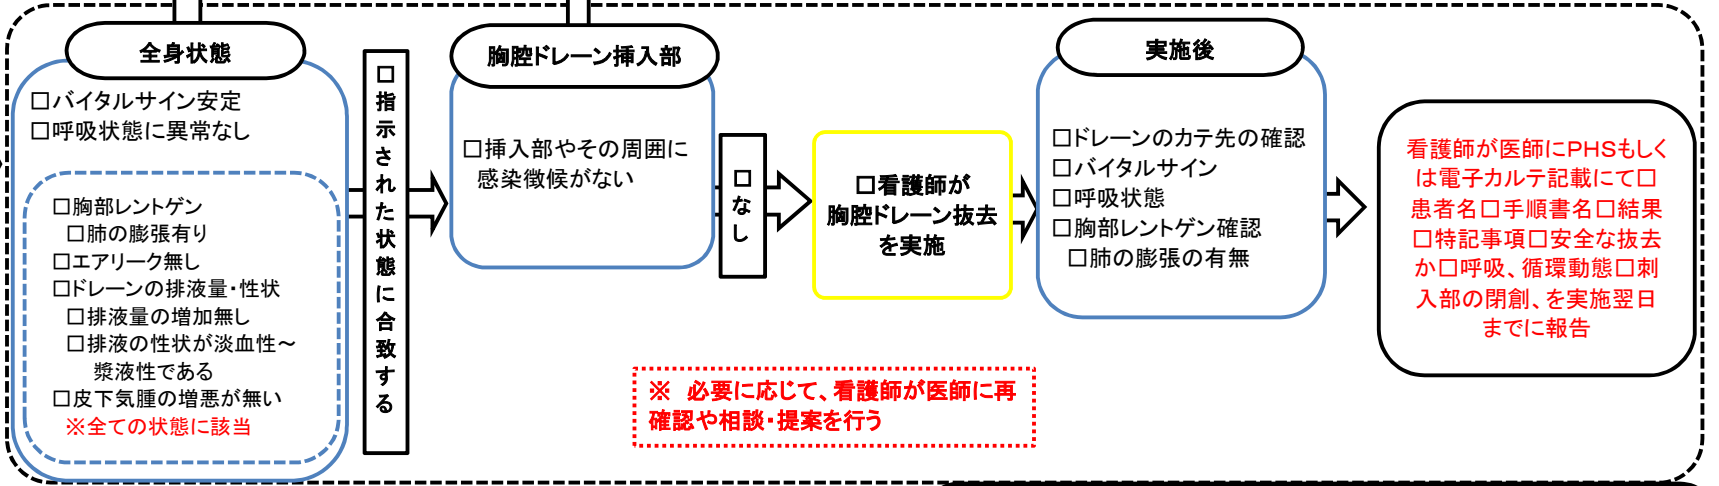 全身状態
□バイタルサイン安定
□呼吸状態に異常なし
□胸部レントゲン
□肺の膨張有り
□エアリーク無し
□ドレーンの排液量・性状
□排液量の増加無し
□排液の性状が淡血性～
漿液性である
□皮下気腫の増悪が無い
※全ての状態に該当
□指示された状態に合致する
胸腔ドレーン挿入部
□挿入部やその周囲に
感染徴候がない
□なし
□看護師が
胸腔ドレーン抜去
を実施
実施後
□ドレーンのカテ先の確認
□バイタルサイン
□呼吸状態
□胸部レントゲン確認
□肺の膨張の有無
看護師が医師にPHSもしく
は電子カルテ記載にて□
患者名□手順書名□結果
□特記事項□安全な抜去
か□呼吸、循環動態□刺
入部の閉創、を実施翌日
までに報告
※　必要に応じて、看護師が医師に再
確認や相談・提案を行う